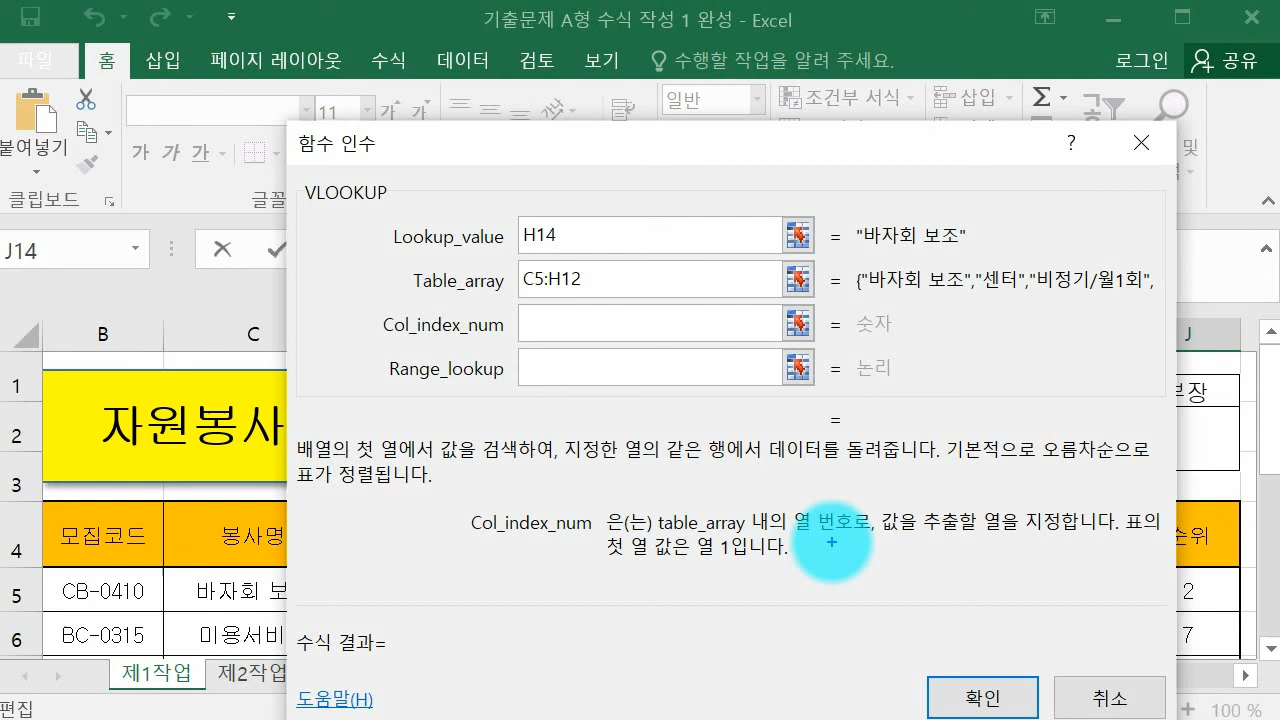 기출문제 A형 수식 작성 1 완성 - Excel
파일 홈 삽입 페이지 레이아웃 수식 데이터 검토 보기 수행할 작업을 알려 주세요. 로그인 공유
붙여넣기
11
일반
조건부 서식
삽입
가 가 가
및
클립보드
글꼴
J14
함수 인수
VLOOKUP
Lookup_value H14 = "바자회 보조"
Table_array C5:H12 = {"바자회 보조","센터","비정기/월1회",
Col_index_num = 숫자
Range_lookup = 논리
=
배열의 첫 열에서 값을 검색하여, 지정한 열의 같은 행에서 데이터를 돌려줍니다. 기본적으로 오름차순으로
표가 정렬됩니다.
Col_index_num 은(는) table_array 내의 열 번호로, 값을 추출할 열을 지정합니다. 표의
첫 열 값은 열 1입니다.
수식 결과=
도움말(H)
확인 취소
B C J
1
2 자원봉사
3
4 모집코드 봉사명 순위
5 CB-0410 바자회 보 2
6 BC-0315 미용서비 7
제1작업 제2작업
편집
100 %